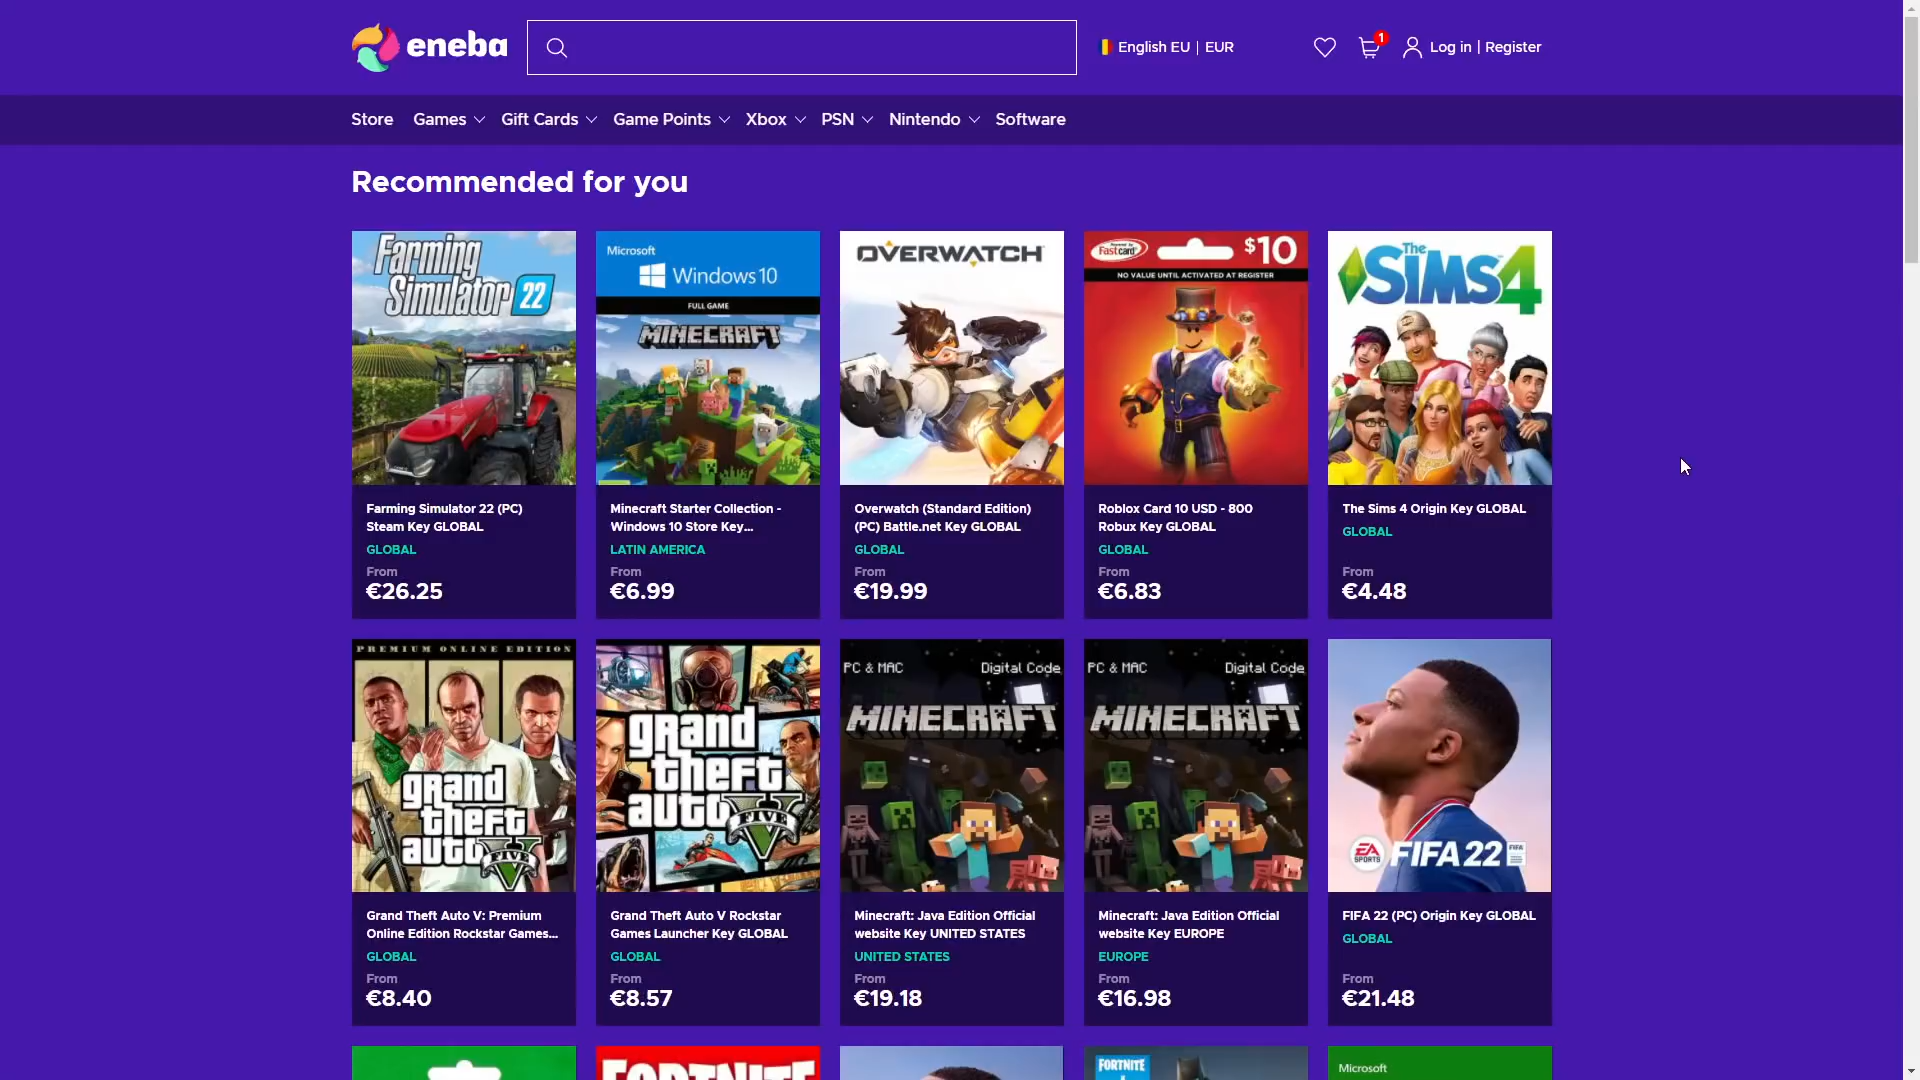 eneba
English EU | EUR
1
Log in | Register
Store Games Gift Cards Game Points Xbox PSN Nintendo Software
Recommended for you
Farming
Simulator 22
Microsoft
Windows 10
FULL GAME
MINECRAFT
OVERWATCH
Fastcard
$10
NO VALUE UNTIL ACTIVATED AT REGISTER
The
SIMS 4
Farming Simulator 22 (PC)
Steam Key GLOBAL
GLOBAL
From
€26.25
Minecraft Starter Collection -
Windows 10 Store Key...
LATIN AMERICA
From
€6.99
Overwatch (Standard Edition)
(PC) Battle.net Key GLOBAL
GLOBAL
From
€19.99
Roblox Card 10 USD - 800
Robux Key GLOBAL
GLOBAL
From
€6.83
The Sims 4 Origin Key GLOBAL
GLOBAL
From
€4.48
PREMIUM ONLINE EDITION
grand
theft
auto
FIVE
grand
theft
auto
FIVE
PC & MAC Digital Code
MINECRAFT
PC & MAC Digital Code
MINECRAFT
EA
SPORTS
FIFA 22
FIFA
Grand Theft Auto V: Premium
Online Edition Rockstar Games...
GLOBAL
From
€8.40
Grand Theft Auto V Rockstar
Games Launcher Key GLOBAL
GLOBAL
From
€8.57
Minecraft: Java Edition Official
website Key UNITED STATES
UNITED STATES
From
€19.18
Minecraft: Java Edition Official
website Key EUROPE
EUROPE
From
€16.98
FIFA 22 (PC) Origin Key GLOBAL
GLOBAL
From
€21.48
FORTNITE
FORTNITE
Microsoft